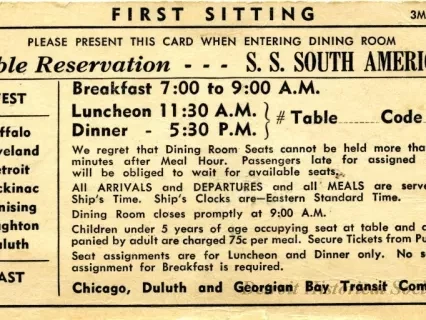 FIRST SITTING
3M
PLEASE PRESENT THIS CARD WHEN ENTERING DINING ROOM
ble Reservation - - - S. S. SOUTH AMERIC
EST
ffalo
veland
etroit
ckinac
nising
ughton
uluth
AST
Breakfast 7:00 to 9:00 A.M.
Luncheon 11:30 A.M.
Dinner - 5:30 P.M.
# Table Code
We regret that Dining Room Seats cannot be held more tha
minutes after Meal Hour. Passengers late for assigned
will be obliged to wait for available seats.
All ARRIVALS and DEPARTURES and all MEALS are serve
Ship's Time. Ship's Clocks are—Eastern Standard Time.
Dining Room closes promptly at 9:00 A.M.
Children under 5 years of age occupying seat at table and a
panied by adult are charged 75c per meal. Secure Tickets from Pu
Seat assignments are for Luncheon and Dinner only. No s
assignment for Breakfast is required.
Chicago, Duluth and Georgian Bay Transit Com
Historical Soc